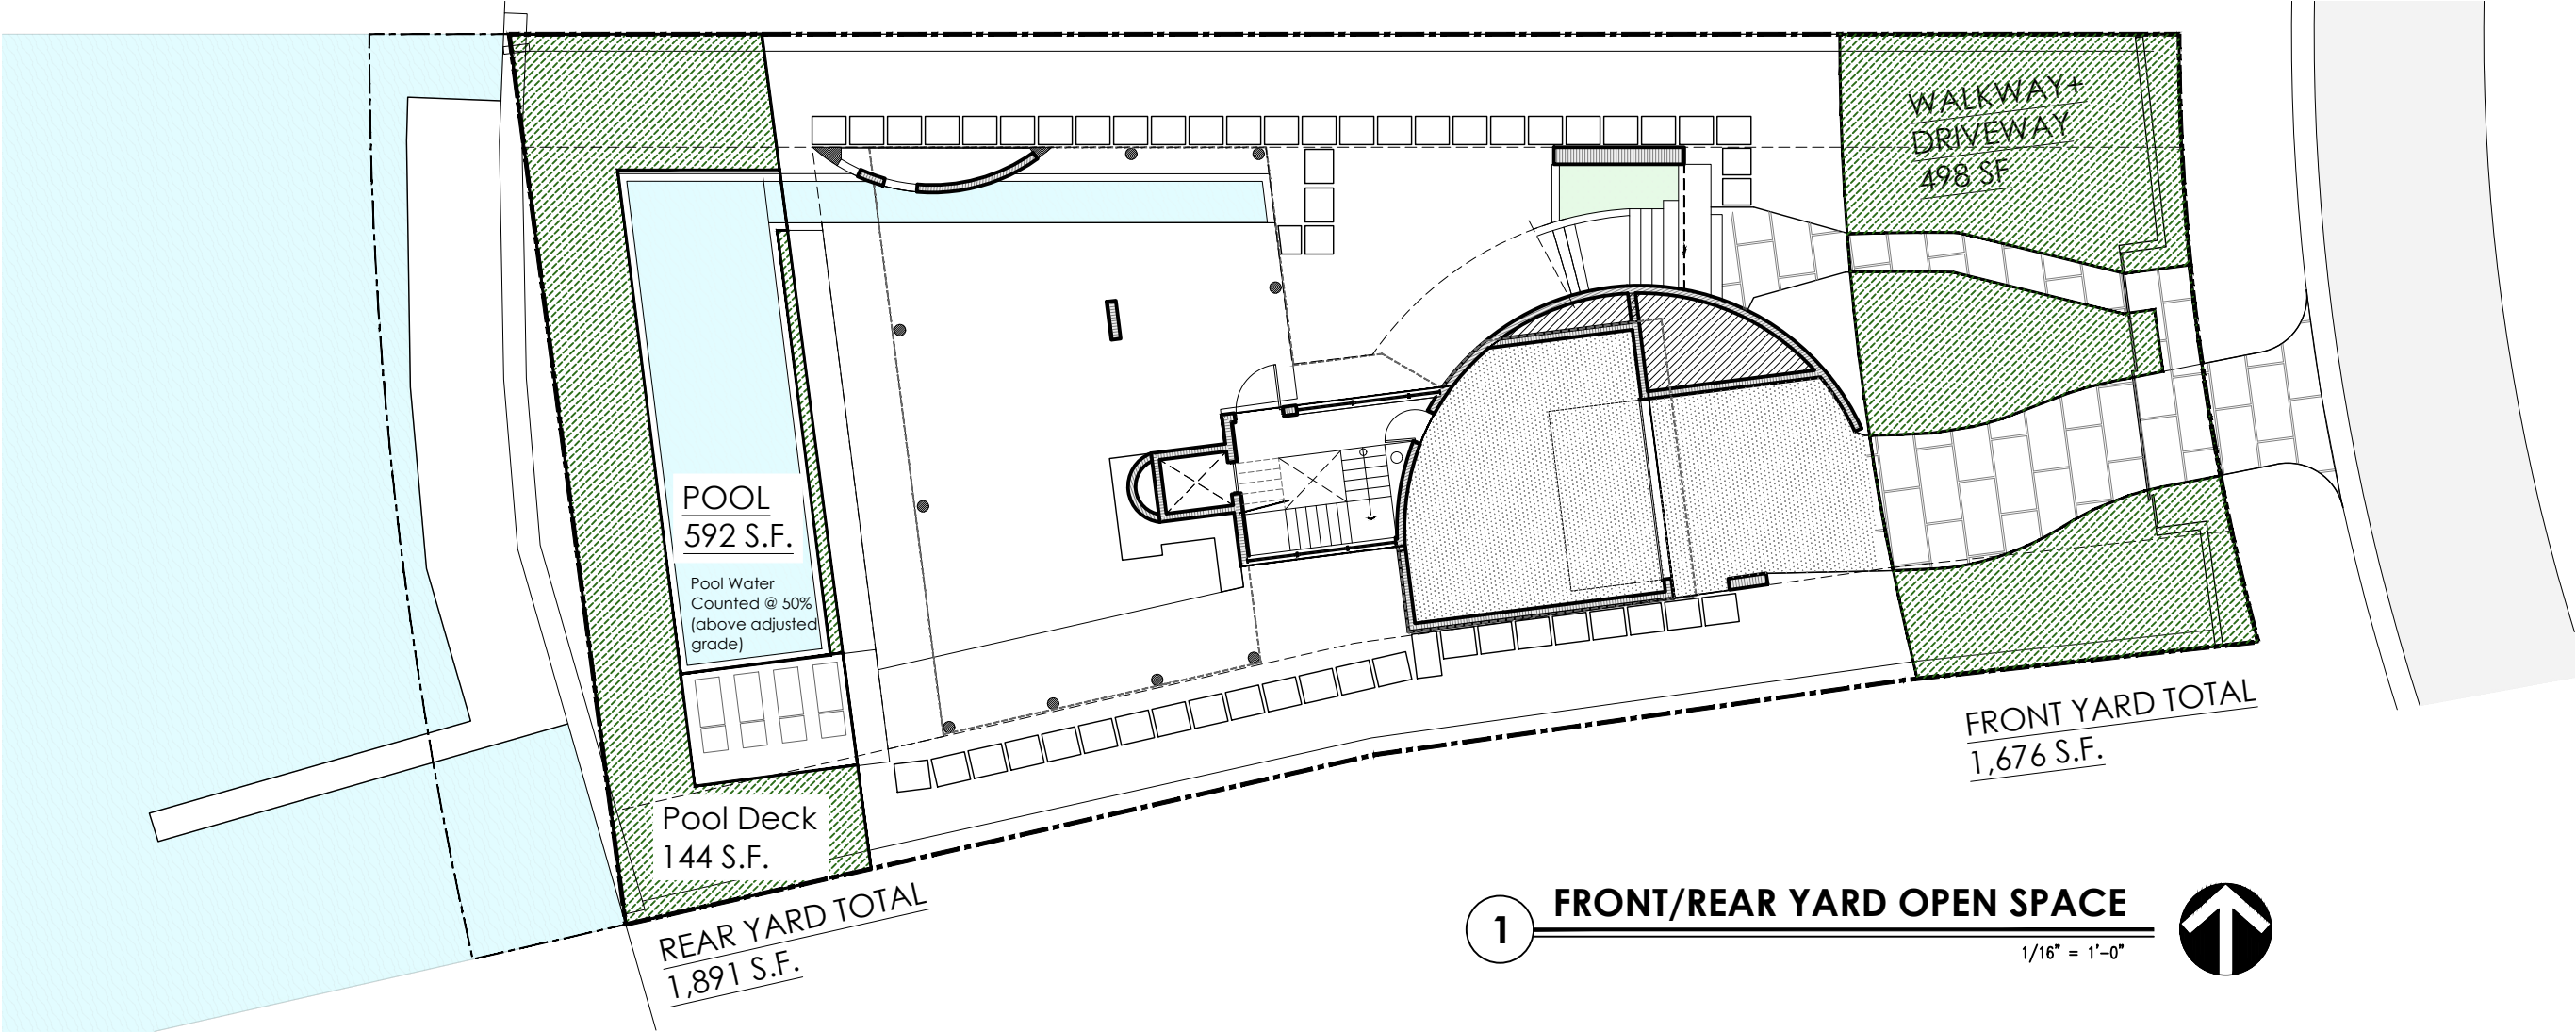 WALKWAY+
DRIVEWAY
498 SF
POOL
592 S.F.
Pool Water
Counted @ 50%
(above adjusted
grade)
Pool Deck
144 S.F.
REAR YARD TOTAL
1,891 S.F.
FRONT YARD TOTAL
1,676 S.F.
1
FRONT/REAR YARD OPEN SPACE
1/16" = 1'-0"